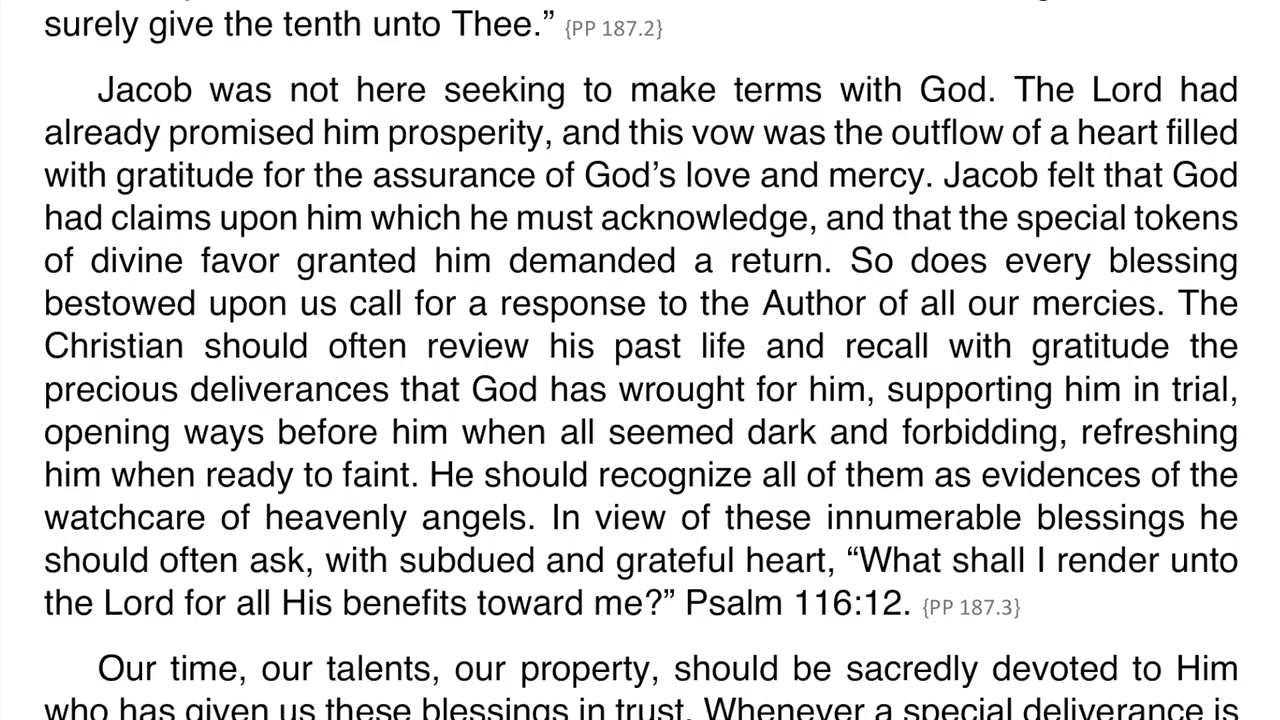 surely give the tenth unto Thee.” {PP 187.2}
Jacob was not here seeking to make terms with God. The Lord had
already promised him prosperity, and this vow was the outflow of a heart filled
with gratitude for the assurance of God’s love and mercy. Jacob felt that God
had claims upon him which he must acknowledge, and that the special tokens
of divine favor granted him demanded a return. So does every blessing
bestowed upon us call for a response to the Author of all our mercies. The
Christian should often review his past life and recall with gratitude the
precious deliverances that God has wrought for him, supporting him in trial,
opening ways before him when all seemed dark and forbidding, refreshing
him when ready to faint. He should recognize all of them as evidences of the
watchcare of heavenly angels. In view of these innumerable blessings he
should often ask, with subdued and grateful heart, “What shall I render unto
the Lord for all His benefits toward me?” Psalm 116:12. {PP 187.3}
Our time, our talents, our property, should be sacredly devoted to Him
who has given us these blessings in trust. Whenever a special deliverance is